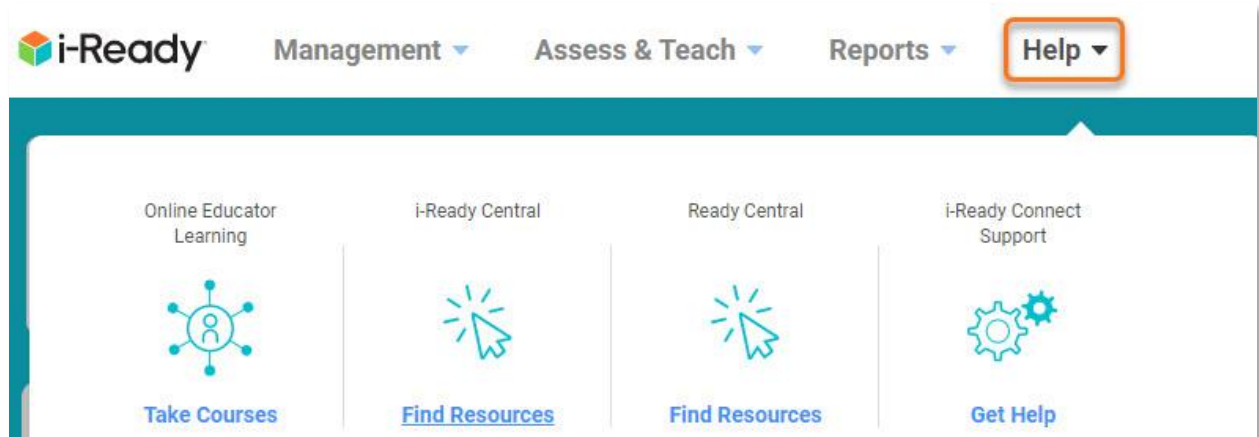 i-Ready Management Assess & Teach Reports Help
Online Educator
Learning
i-Ready Central
Ready Central
i-Ready Connect
Support
Take Courses
Find Resources
Find Resources
Get Help